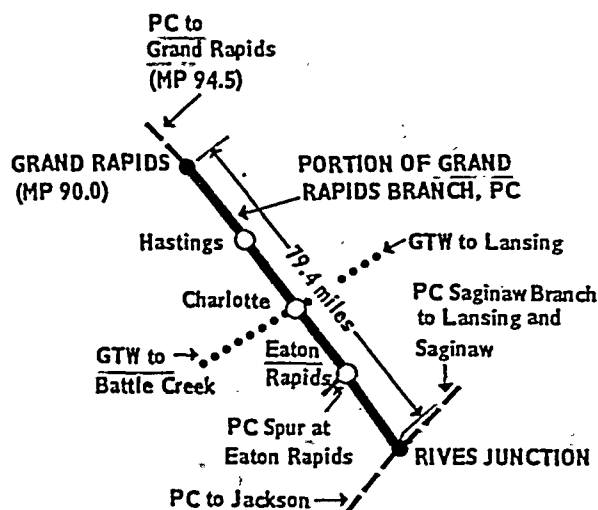 PC to
Grand Rapids
(MP 94.5)
GRAND RAPIDS
(MP 90.0)
PORTION OF GRAND
RAPIDS BRANCH, PC
Hastings
79.4 miles
GTW to Lansing
Charlotte
PC Saginaw Branch
to Lansing and
Saginaw
GTW to
Battle Creek
Eaton
Rapids
PC Spur at
Eaton Rapids
RIVES JUNCTION
PC to Jackson